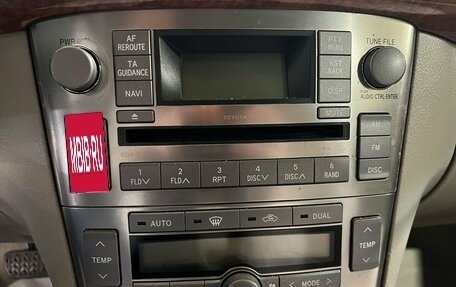 AF
REROUTE
TA
GUIDANCE
NAVI
PTY
MENU
AST
BACK
DISP
MUTE
TUNE·FILE
PUSH
AUDIO CTRL ENTER
TOYOTA
AM
FM
DISC
1
FLD∨
2
FLD∧
3
RPT
4
DISC∨
5
DISC∧
6
RAND
MIBIB.RU
AUTO
DUAL
TEMP
TEMP
MODE